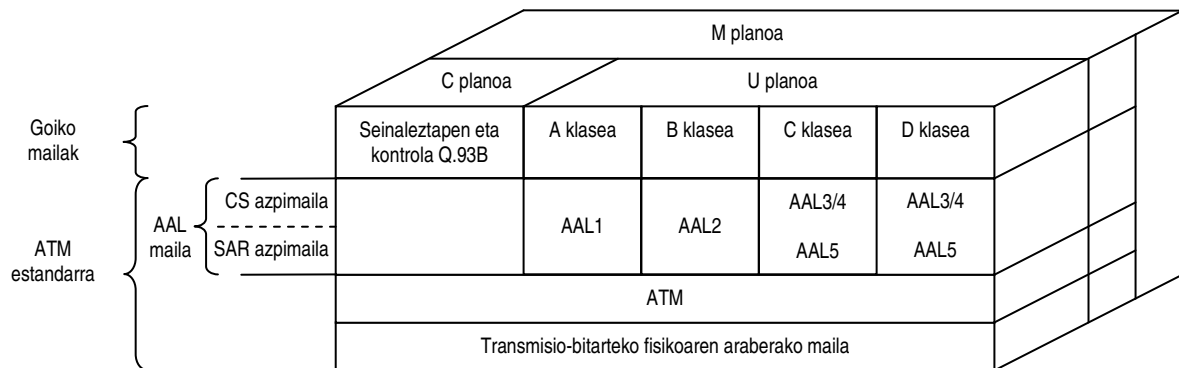 M planoa
C planoa
U planoa
Goiko
mailak
Seinaleztapen eta
kontrola Q.93B
A klasea
B klasea
C klasea
D klasea
ATM
estandarra
AAL
maila
CS azpimaila
SAR azpimaila
AAL1
AAL2
AAL3/4
AAL5
AAL3/4
AAL5
ATM
Transmisio-bitarteko fisikoaren araberako maila